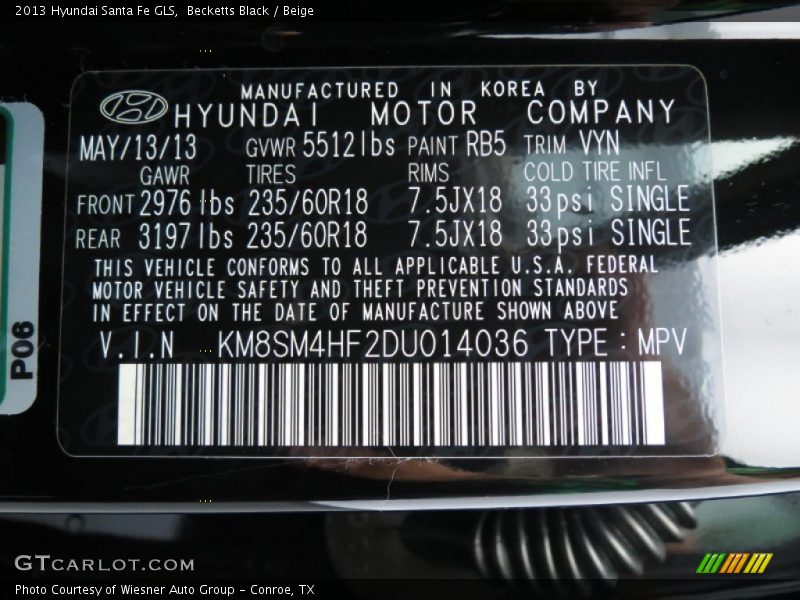 2013 Hyundai Santa Fe GLS,  Becketts Black / Beige
MANUFACTURED IN KOREA BY
HYUNDAI MOTOR COMPANY
MAY/13/13 GVWR 5512lbs PAINT RB5 TRIM VYN
GAWR TIRES RIMS COLD TIRE INFL
FRONT 2976 lbs 235/60R18 7.5JX18 33psi SINGLE
REAR 3197 lbs 235/60R18 7.5JX18 33psi SINGLE
THIS VEHICLE CONFORMS TO ALL APPLICABLE U.S.A. FEDERAL
MOTOR VEHICLE SAFETY AND THEFT PREVENTION STANDARDS
IN EFFECT ON THE DATE OF MANUFACTURE SHOWN ABOVE
V.I.N KM8SM4HF2DU014036 TYPE : MPV
P06
GTCARLOT.COM
Photo Courtesy of Wiesner Auto Group - Conroe, TX